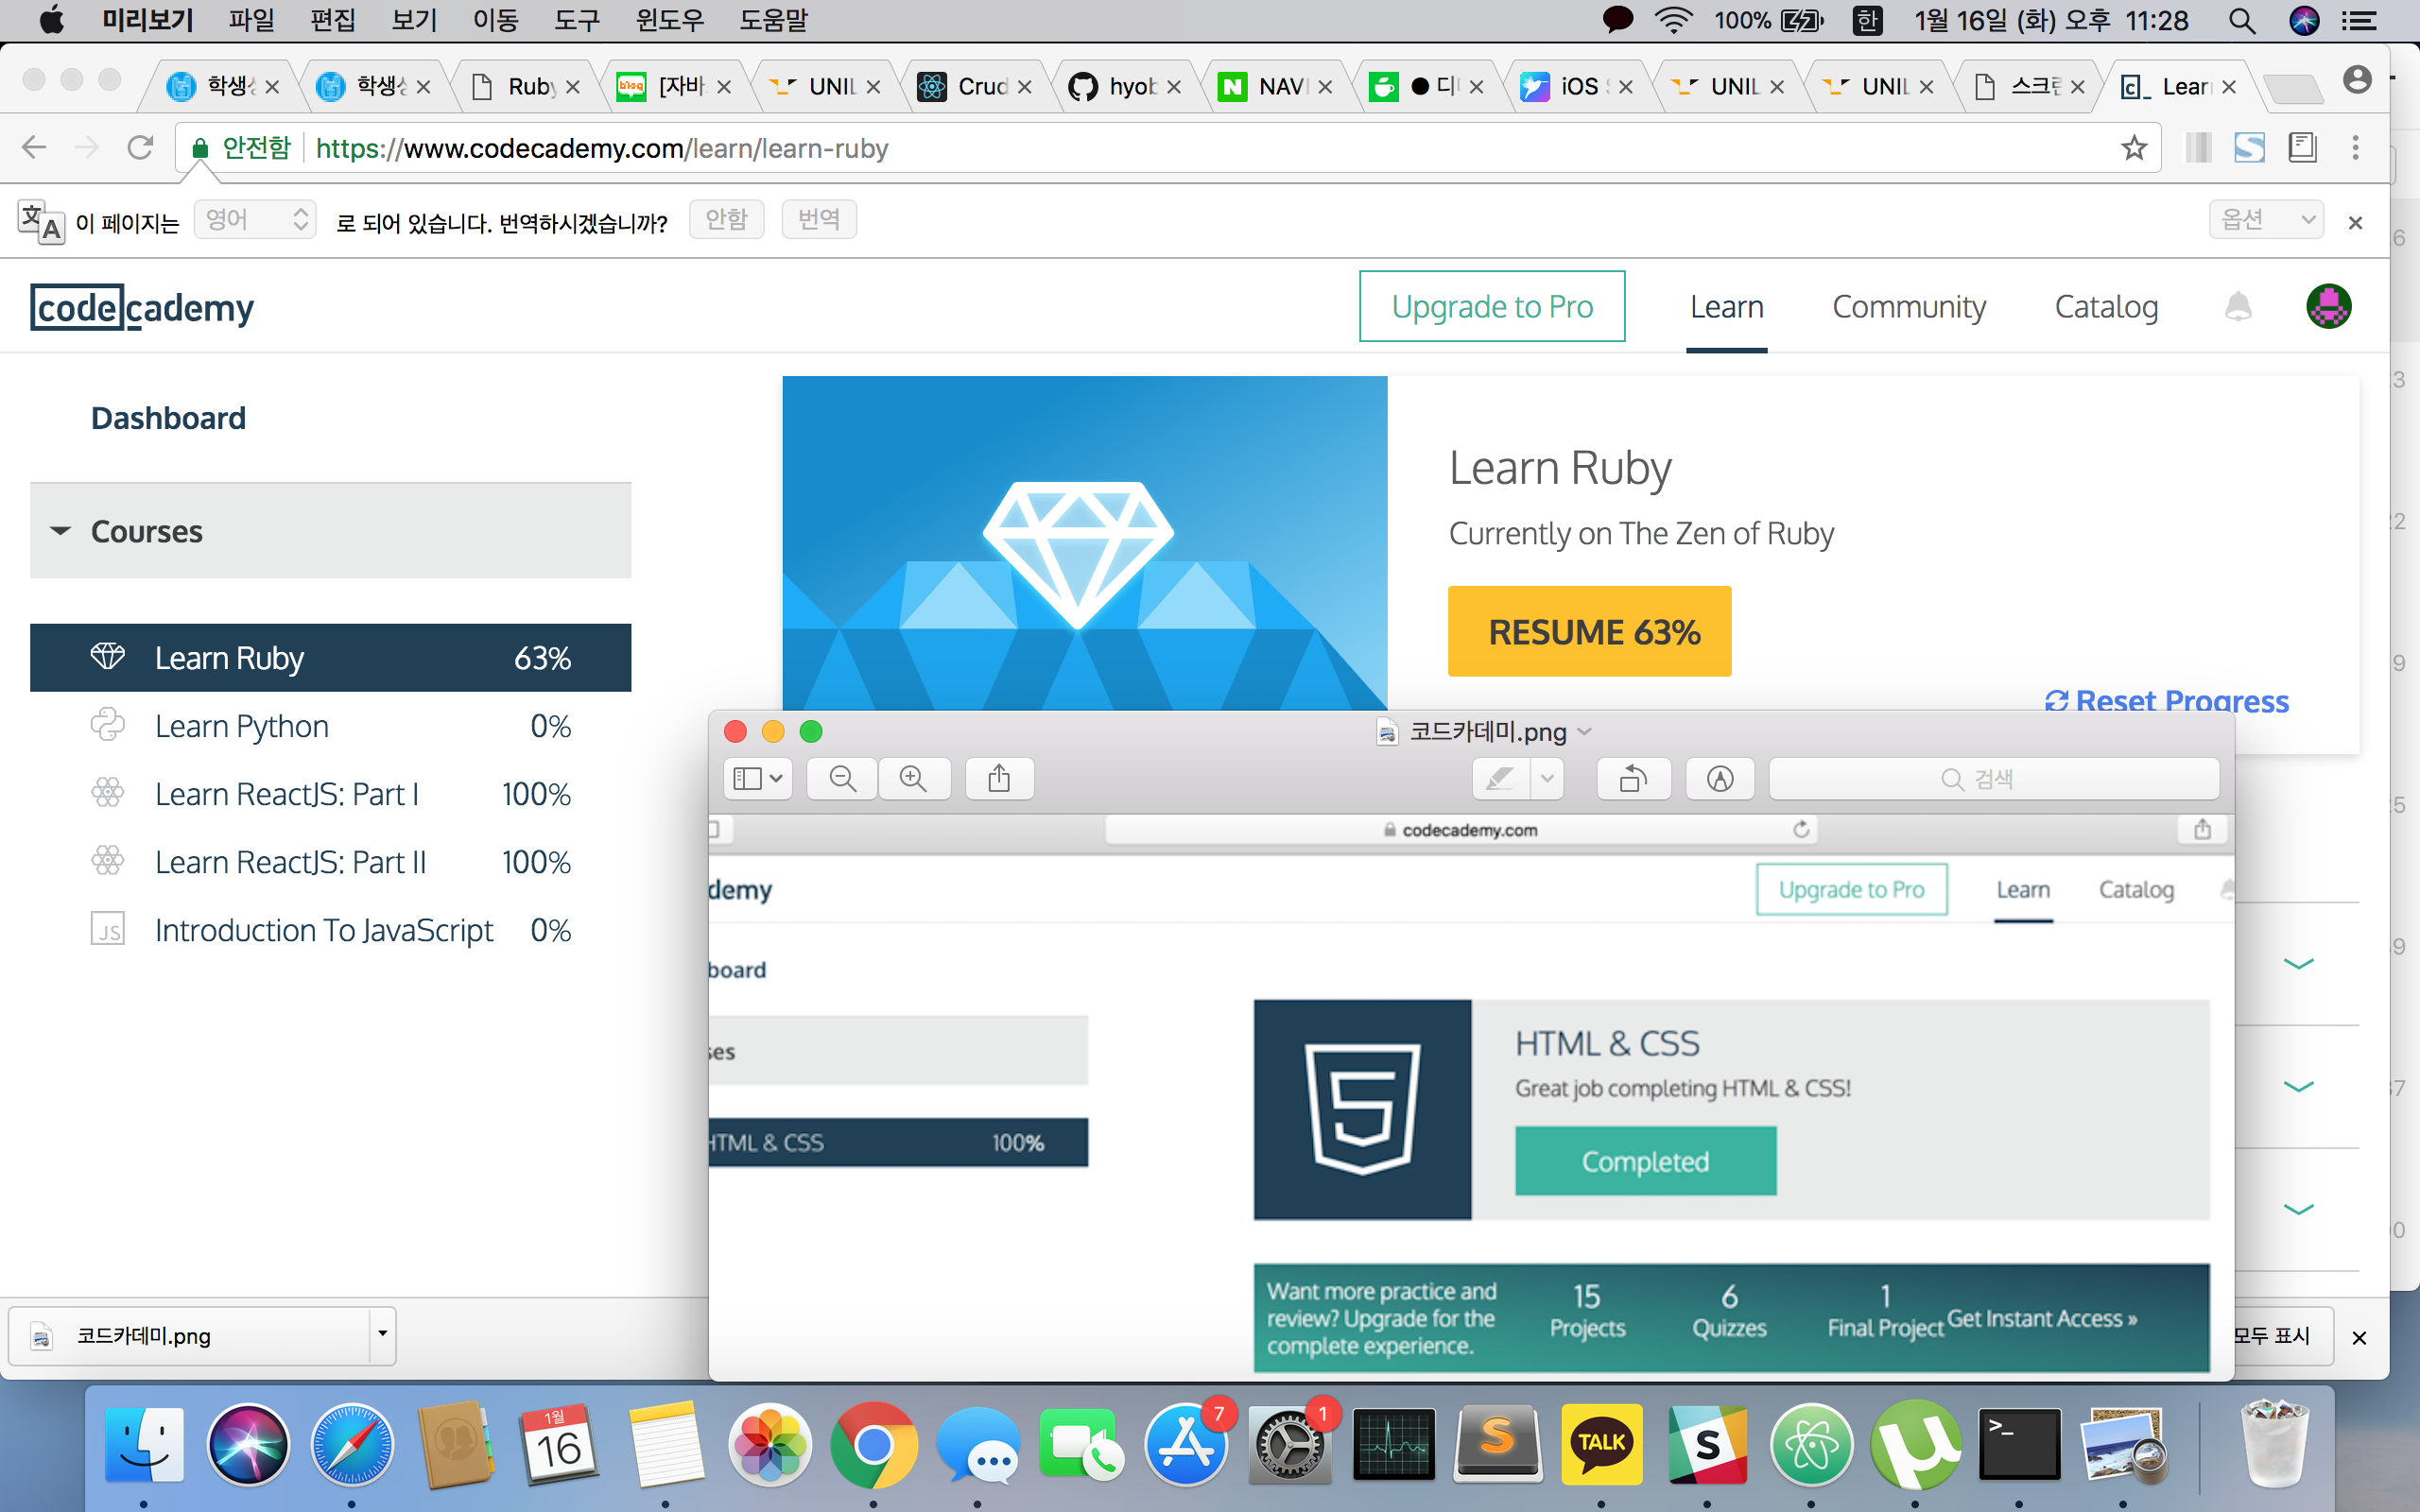 미리보기 파일 편집 보기 이동 도구 윈도우 도움말 100% 한 1월 16일 (화) 오후 11:28
학생 학생 Ruby [자바 UNIL Crud hyob NAVI 디 iOS UNIL UNIL 스크린 Lear
안전함 https://www.codecademy.com/learn/learn-ruby
이 페이지는 영어 로 되어 있습니다. 번역하시겠습니까? 안함 번역 옵션
codecademy Upgrade to Pro Learn Community Catalog
Dashboard
Courses
Learn Ruby 63%
Learn Python 0%
Learn ReactJS: Part I 100%
Learn ReactJS: Part II 100%
JS Introduction To JavaScript 0%
Learn Ruby
Currently on The Zen of Ruby
RESUME 63%
Reset Progress
코드카데미.png
검색
codecademy.com
demy Upgrade to Pro Learn Catalog
board
ses
HTML & CSS 100%
HTML & CSS
Great job completing HTML & CSS!
Completed
Want more practice and
review? Upgrade for the
complete experience.
15
Projects
6
Quizzes
1
Final Project
Get Instant Access »
코드카데미.png
모두 표시
1월
16
7
1
TALK